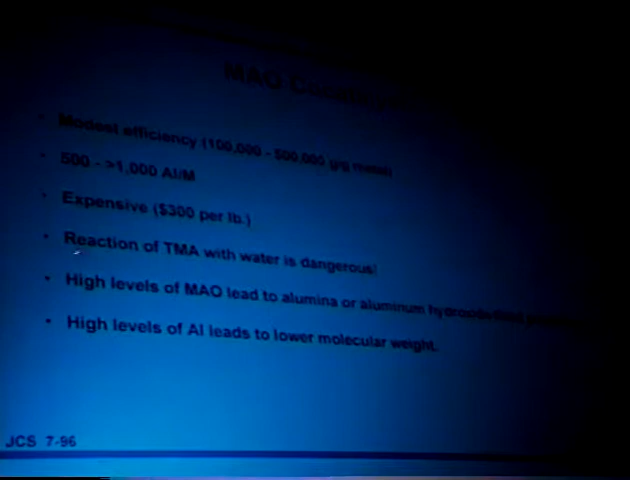 MAO
• Modest efficiency (100,000 - 500,000 g/g metal)
• 500 - >1,000 Al/M
• Expensive ($300 per lb.)
• Reaction of TMA with water is dangerous!
• High levels of MAO lead to alumina or aluminum
• High levels of Al leads to lower molecular weight.
JCS 7-96